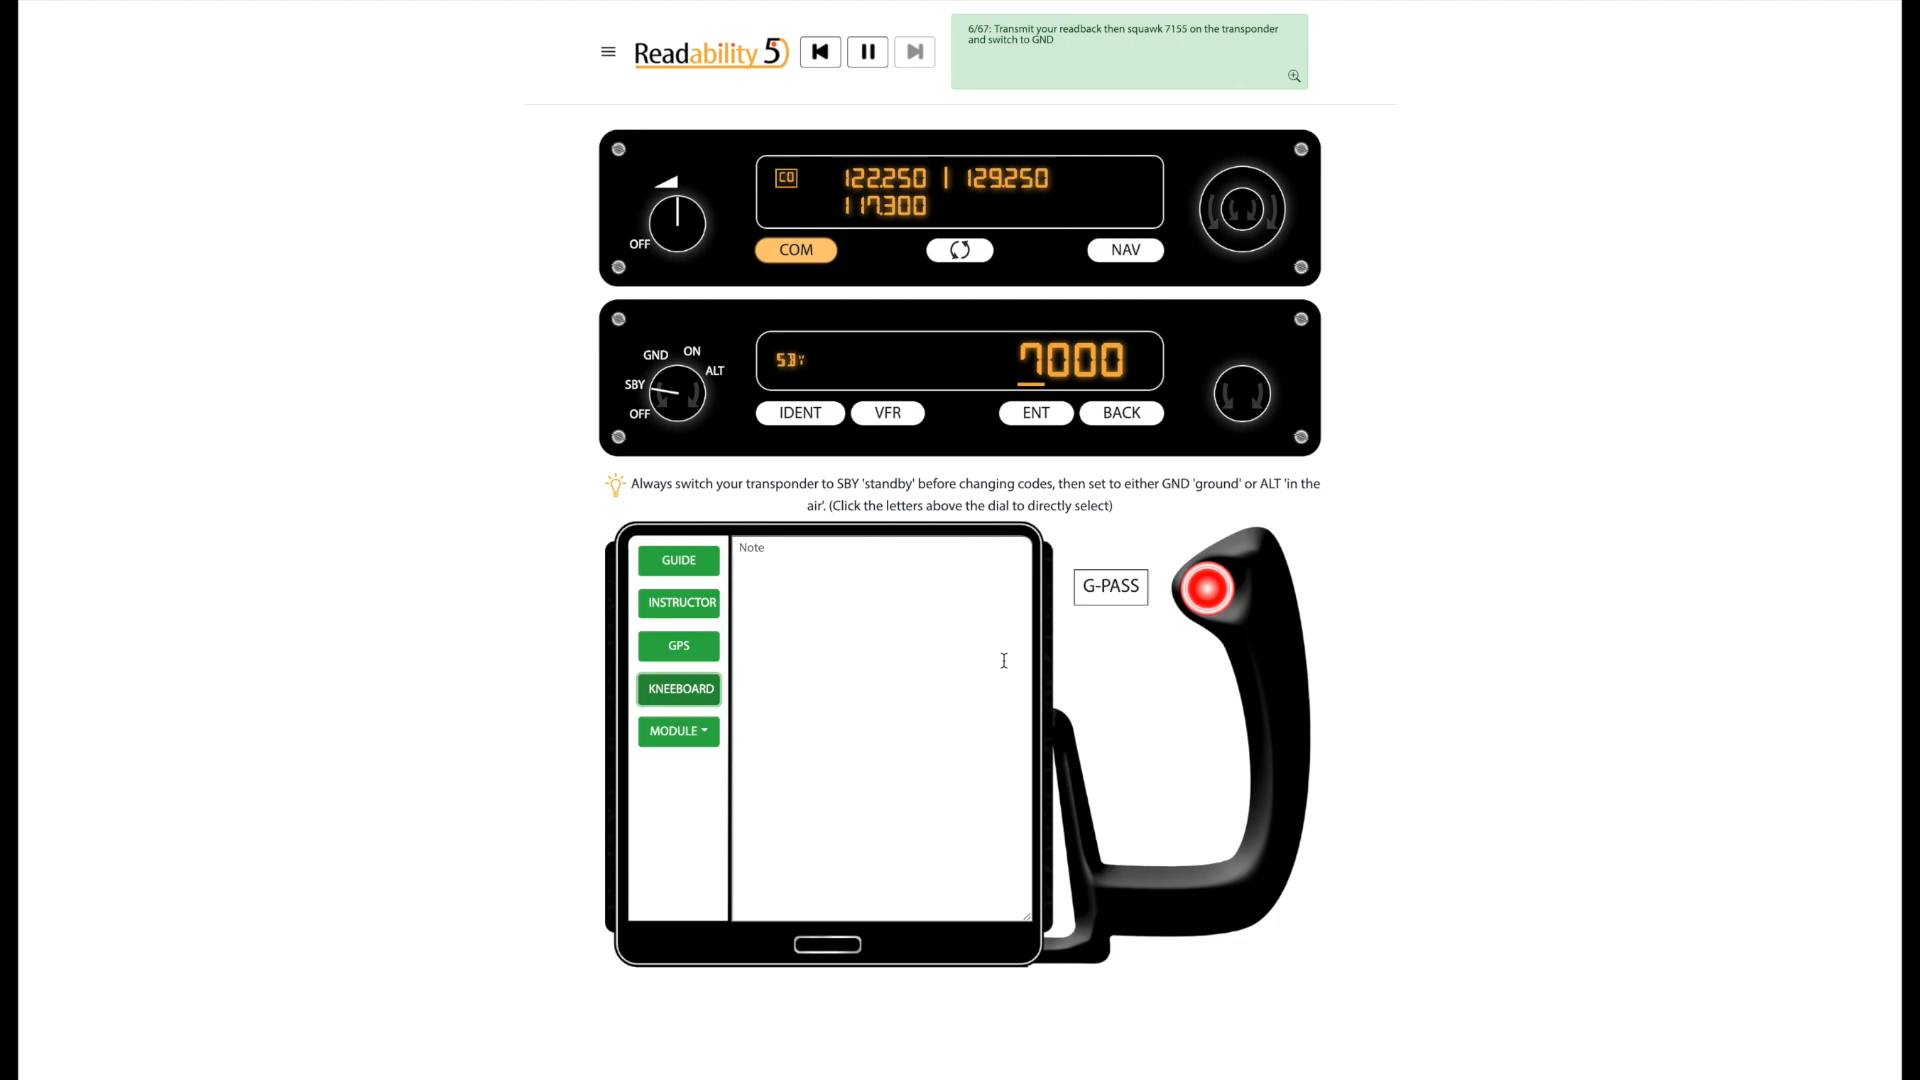 Readability 5
6/67: Transmit your readback then squawk 7155 on the transponder
and switch to GND
CO
122.250 | 129.250
117.300
OFF
COM
NAV
GND
ON
ALT
SBY
OFF
SBY
7000
IDENT
VFR
ENT
BACK
Always switch your transponder to SBY 'standby' before changing codes, then set to either GND 'ground' or ALT 'in the
air'. (Click the letters above the dial to directly select)
GUIDE
INSTRUCTOR
GPS
KNEEBOARD
MODULE
Note
G-PASS